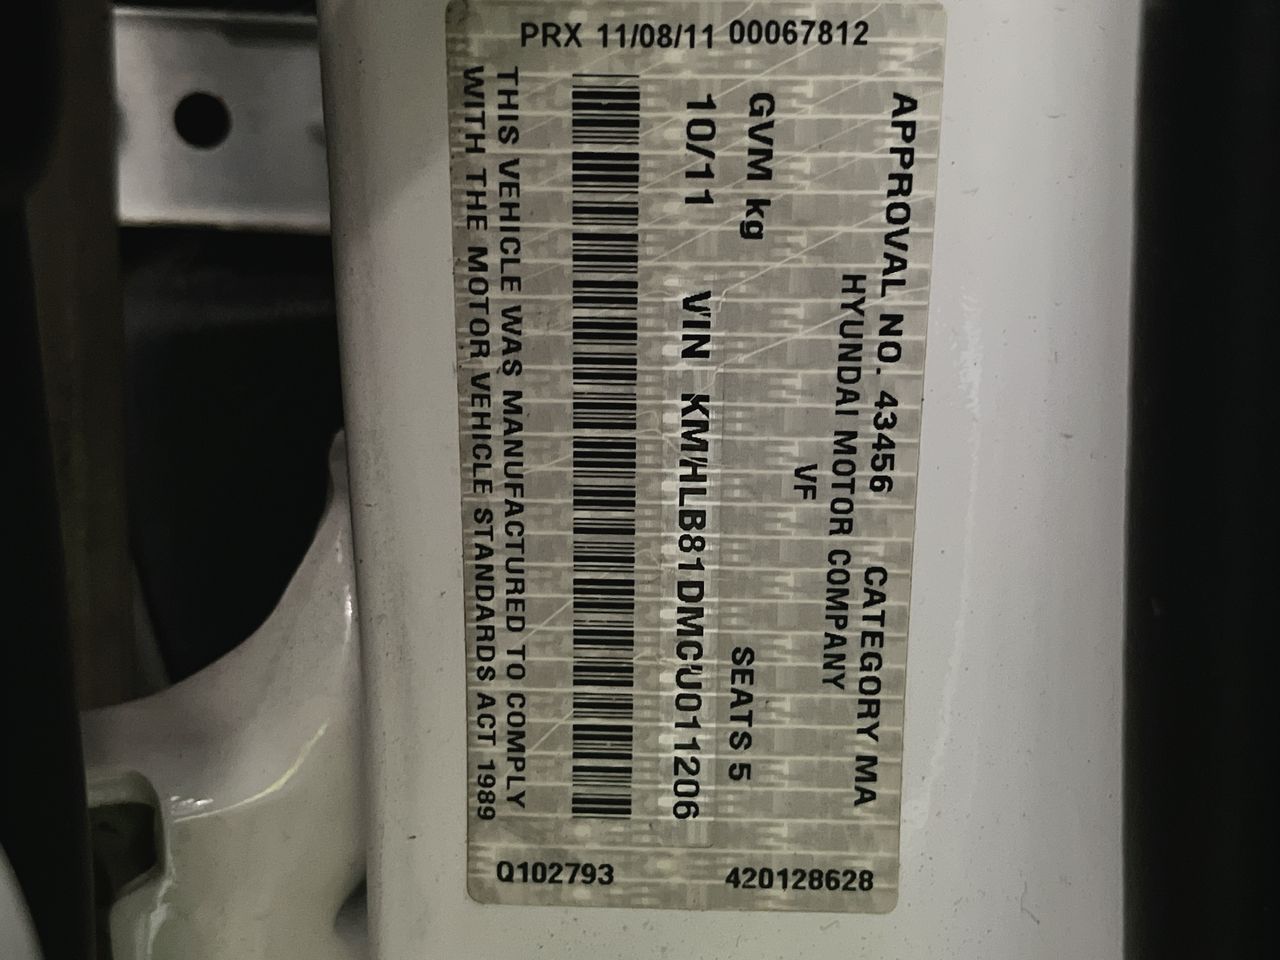 PRX 11/08/11 00067812
APPROVAL NO. 43456 CATEGORY MA
HYUNDAI MOTOR COMPANY
VF
GVM kg SEATS 5
10/11 VIN KMHLB81DMCU011206
THIS VEHICLE WAS MANUFACTURED TO COMPLY
WITH THE MOTOR VEHICLE STANDARDS ACT 1989
Q102793 420128628